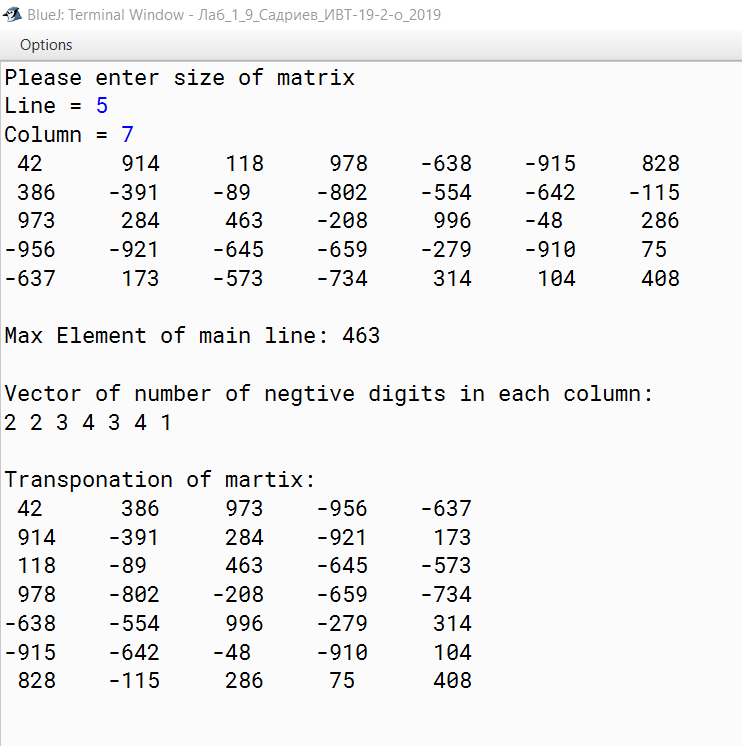 BlueJ: Terminal Window - Лаб_1_9_Садриев_ИВТ-19-2-о_2019
Options
Please enter size of matrix
Line = 5
Column = 7
42 914 118 978 -638 -915 828
386 -391 -89 -802 -554 -642 -115
973 284 463 -208 996 -48 286
-956 -921 -645 -659 -279 -910 75
-637 173 -573 -734 314 104 408
Max Element of main line: 463
Vector of number of negtive digits in each column:
2 2 3 4 3 4 1
Transponation of martix:
42 386 973 -956 -637
914 -391 284 -921 173
118 -89 463 -645 -573
978 -802 -208 -659 -734
-638 -554 996 -279 314
-915 -642 -48 -910 104
828 -115 286 75 408